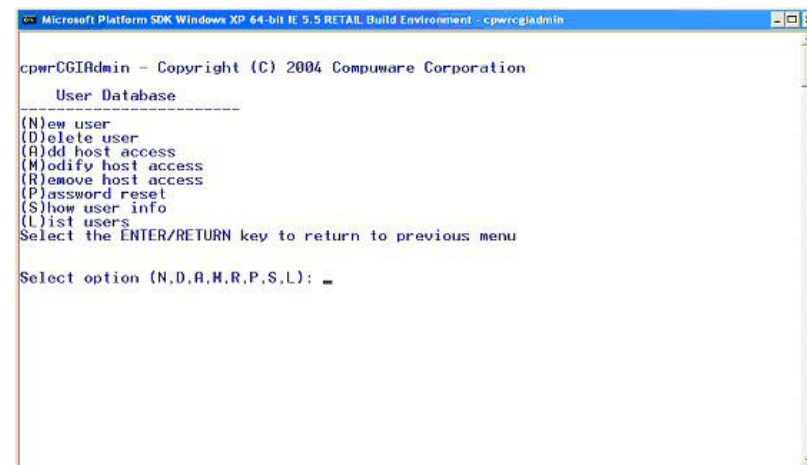 Microsoft Platform SDK Windows XP 64-bit IE 5.5 RETAIL Build Environment - cpwrcgiadmin
cpwrCGIAdmin - Copyright (C) 2004 Compuware Corporation
User Database
-------------------------
(N)ew user
(D)elete user
(A)dd host access
(M)odify host access
(R)emove host access
(P)assword reset
(S)how user info
(L)ist users
Select the ENTER/RETURN key to return to previous menu
Select option (N,D,A,M,R,P,S,L): _